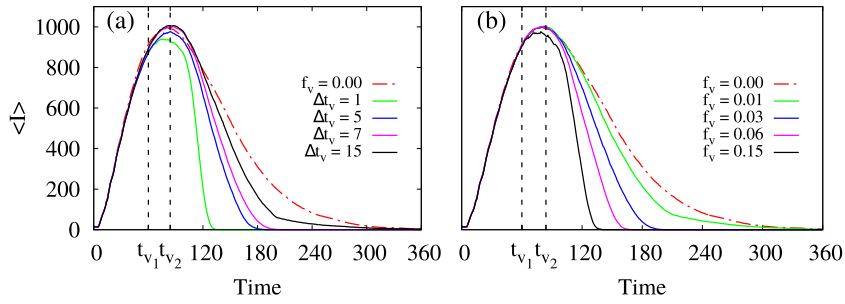 (a)
(b)
1000
800
600
400
200
0
<I>
f_v = 0.00
Δt_v = 1
Δt_v = 5
Δt_v = 7
Δt_v = 15
f_v = 0.00
f_v = 0.01
f_v = 0.03
f_v = 0.06
f_v = 0.15
0 t_v1 t_v2 120 180 240 300 360
0 t_v1 t_v2 120 180 240 300 360
Time
Time